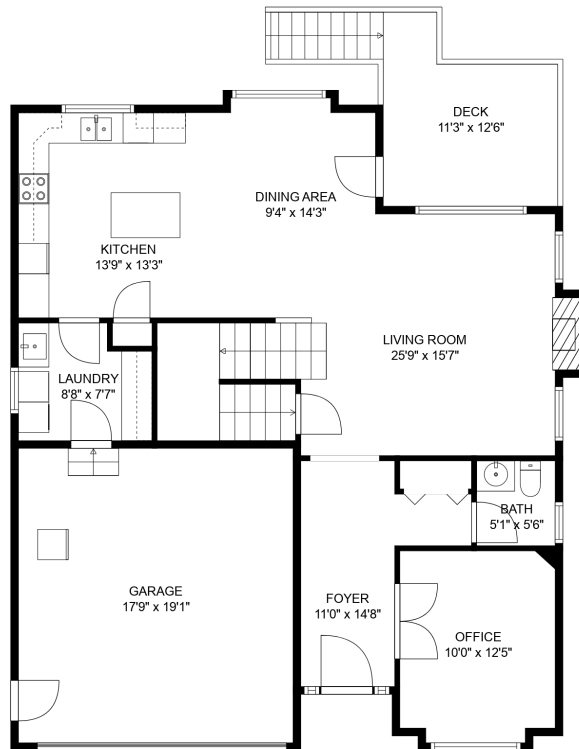 DECK
11'3" x 12'6"
DINING AREA
9'4" x 14'3"
KITCHEN
13'9" x 13'3"
LIVING ROOM
25'9" x 15'7"
LAUNDRY
8'8" x 7'7"
BATH
5'1" x 5'6"
GARAGE
17'9" x 19'1"
FOYER
11'0" x 14'8"
OFFICE
10'0" x 12'5"